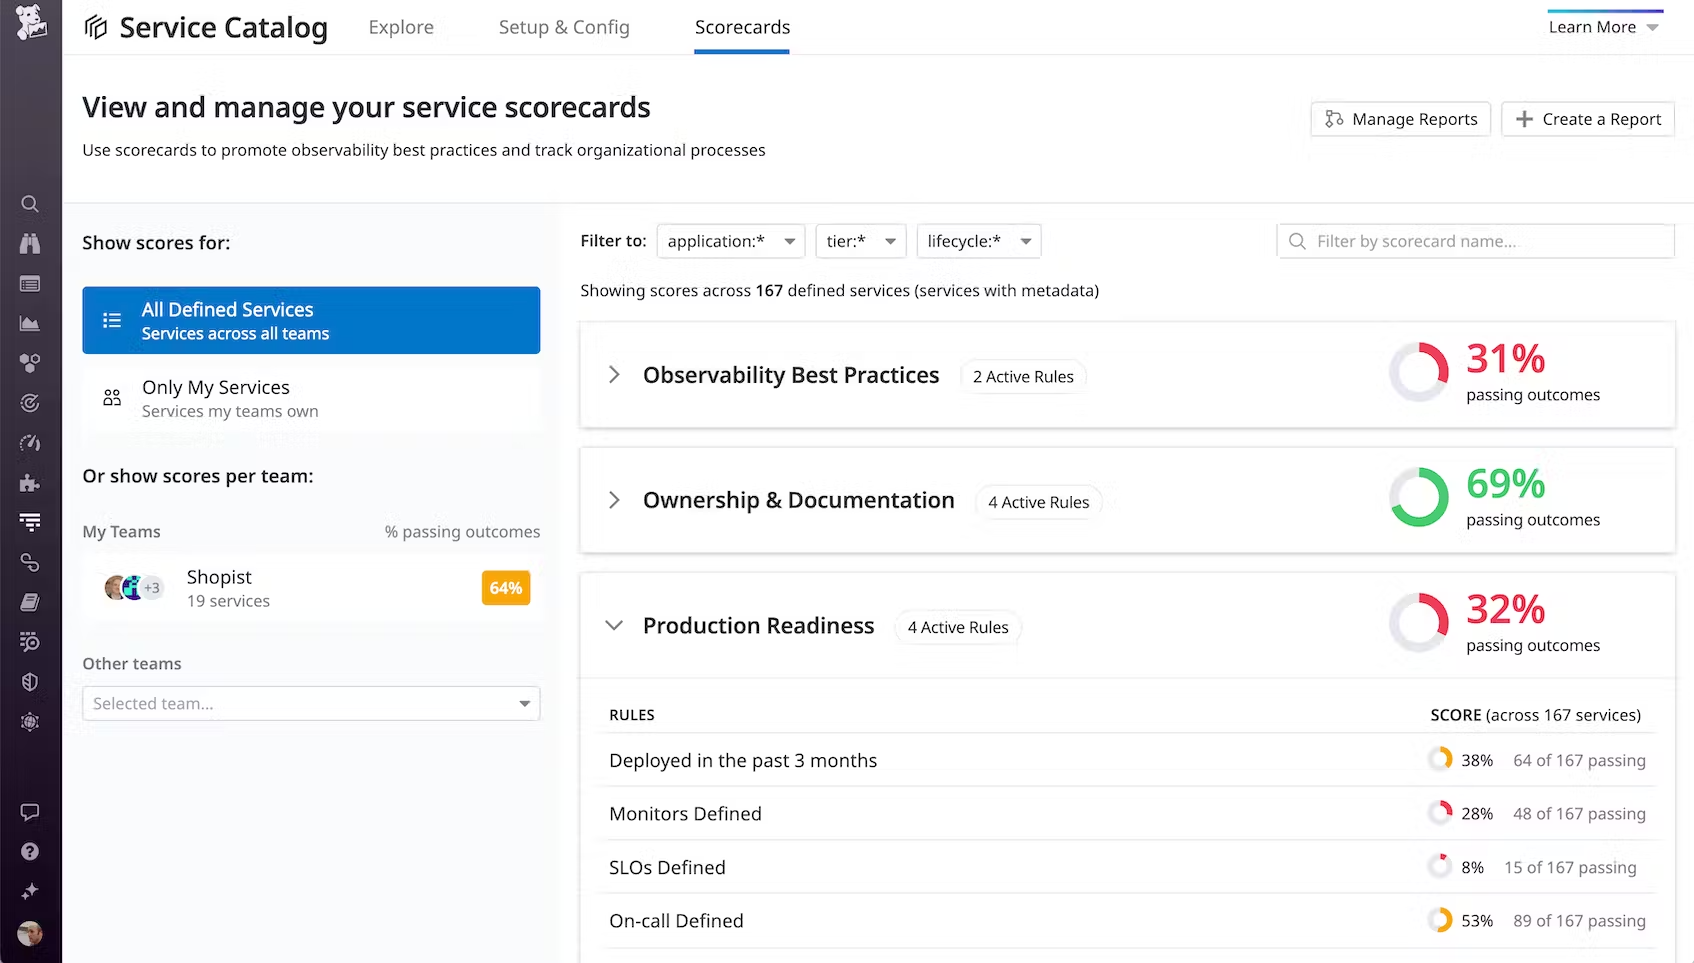 Service Catalog
Explore
Setup & Config
Scorecards
Learn More
View and manage your service scorecards
Use scorecards to promote observability best practices and track organizational processes
Manage Reports
Create a Report
Show scores for:
All Defined Services
Services across all teams
Only My Services
Services my teams own
Or show scores per team:
My Teams
% passing outcomes
+3
Shopist
19 services
64%
Other teams
Selected team...
Filter to:
application:*
tier:*
lifecycle:*
Filter by scorecard name...
Showing scores across 167 defined services (services with metadata)
Observability Best Practices
2 Active Rules
31%
passing outcomes
Ownership & Documentation
4 Active Rules
69%
passing outcomes
Production Readiness
4 Active Rules
32%
passing outcomes
RULES
SCORE (across 167 services)
Deployed in the past 3 months
38%
64 of 167 passing
Monitors Defined
28%
48 of 167 passing
SLOs Defined
8%
15 of 167 passing
On-call Defined
53%
89 of 167 passing